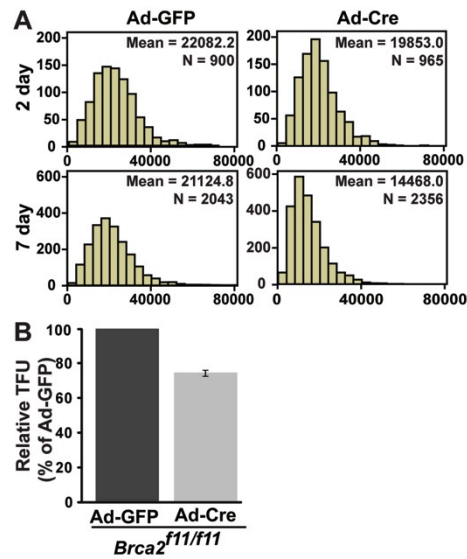 A
Ad-GFP
Ad-Cre
2 day
200
150
100
50
0
Mean = 22082.2
N = 900
0 40000 80000
200
150
100
50
0
Mean = 19853.0
N = 965
0 40000 80000
7 day
600
400
200
0
Mean = 21124.8
N = 2043
0 40000 80000
600
400
200
0
Mean = 14468.0
N = 2356
0 40000 80000
B
Relative TFU
(% of Ad-GFP)
100
80
60
40
20
0
Ad-GFP Ad-Cre
Brca2f11/f11